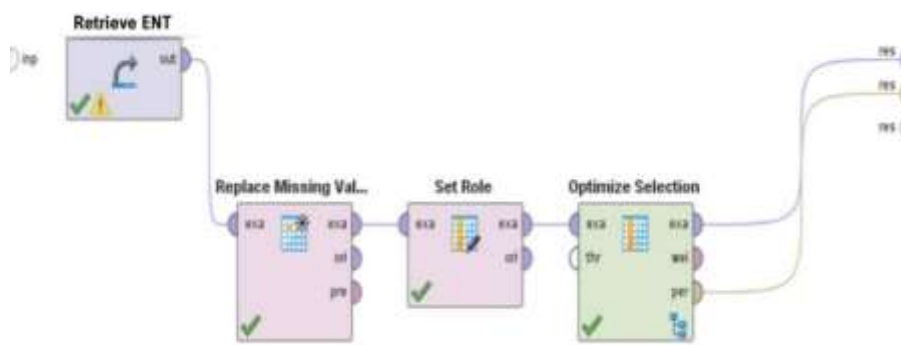 Retrieve ENT
inp
out
res
res
res
Replace Missing Val...
Set Role
Optimize Selection
exa
exa
ori
pre
exa
exa
ori
exa
exa
thr
wei
per